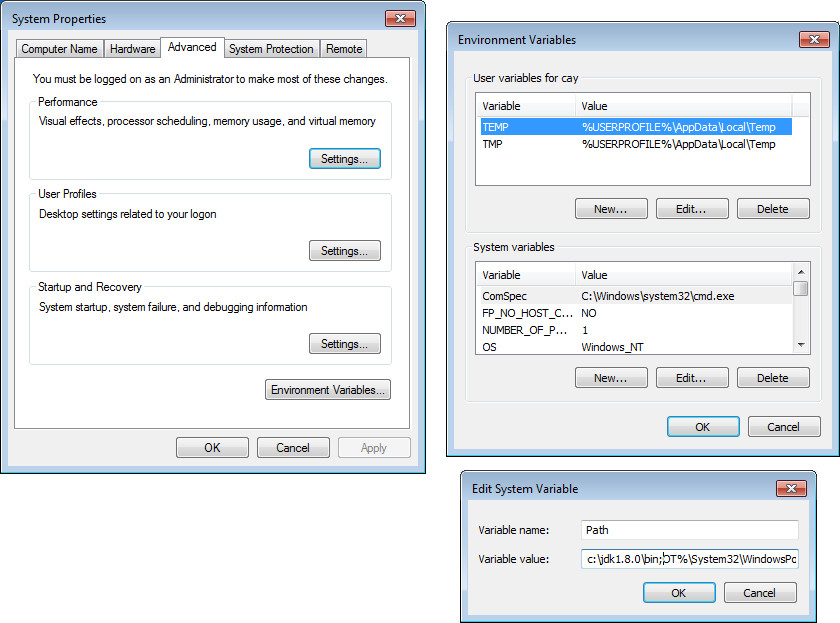 System Properties
Computer Name Hardware Advanced System Protection Remote
You must be logged on as an Administrator to make most of these changes.
Performance
Visual effects, processor scheduling, memory usage, and virtual memory
Settings...
User Profiles
Desktop settings related to your logon
Settings...
Startup and Recovery
System startup, system failure, and debugging information
Settings...
Environment Variables...
OK Cancel Apply
Environment Variables
User variables for cay
Variable Value
TEMP %USERPROFILE%\AppData\Local\Temp
TMP %USERPROFILE%\AppData\Local\Temp
New... Edit... Delete
System variables
Variable Value
ComSpec C:\Windows\system32\cmd.exe
FP_NO_HOST_C... NO
NUMBER_OF_P... 1
OS Windows_NT
New... Edit... Delete
OK Cancel
Edit System Variable
Variable name: Path
Variable value: c:\jdk1.8.0\bin;OT%\System32\WindowsPo
OK Cancel